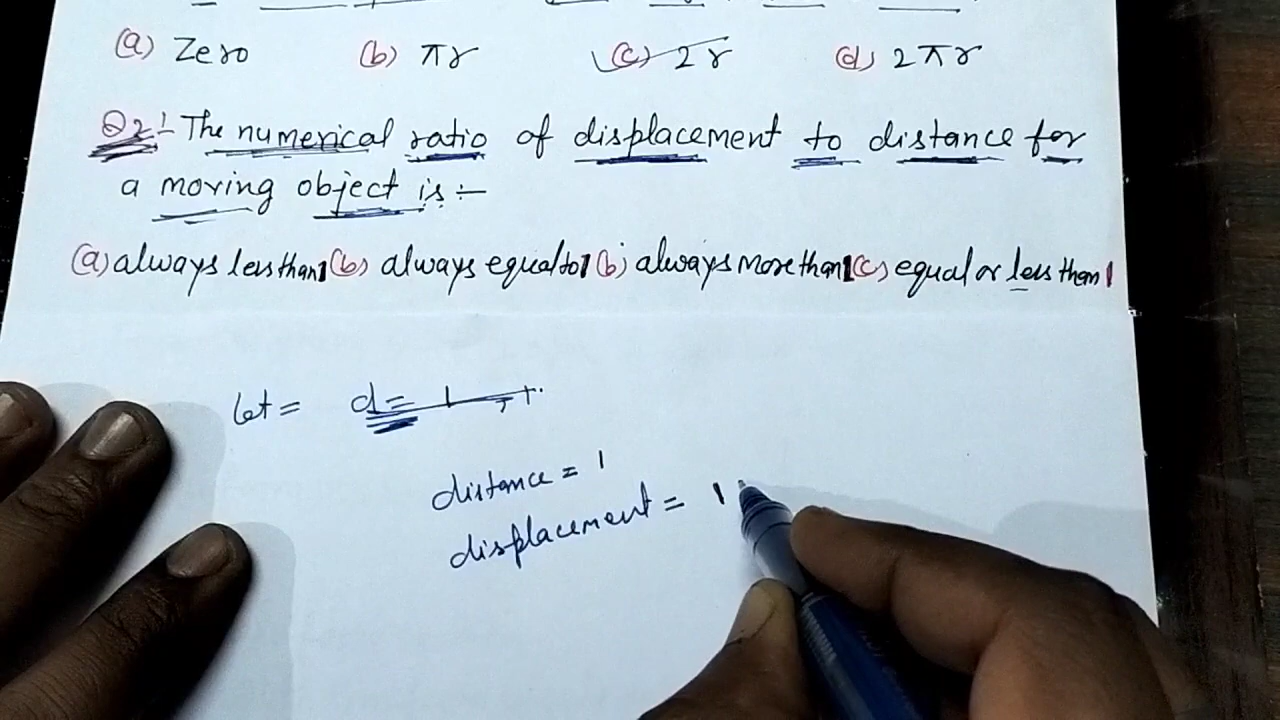 (a) Zero (b) πr (c) 2r (d) 2πr
Q2:- The numerical ratio of displacement to distance for
a moving object is :-
(a) always less than 1 (b) always equal to 1 (b) always more than 1 (c) equal or less than 1
let = d = 1
distance = 1
displacement = 1